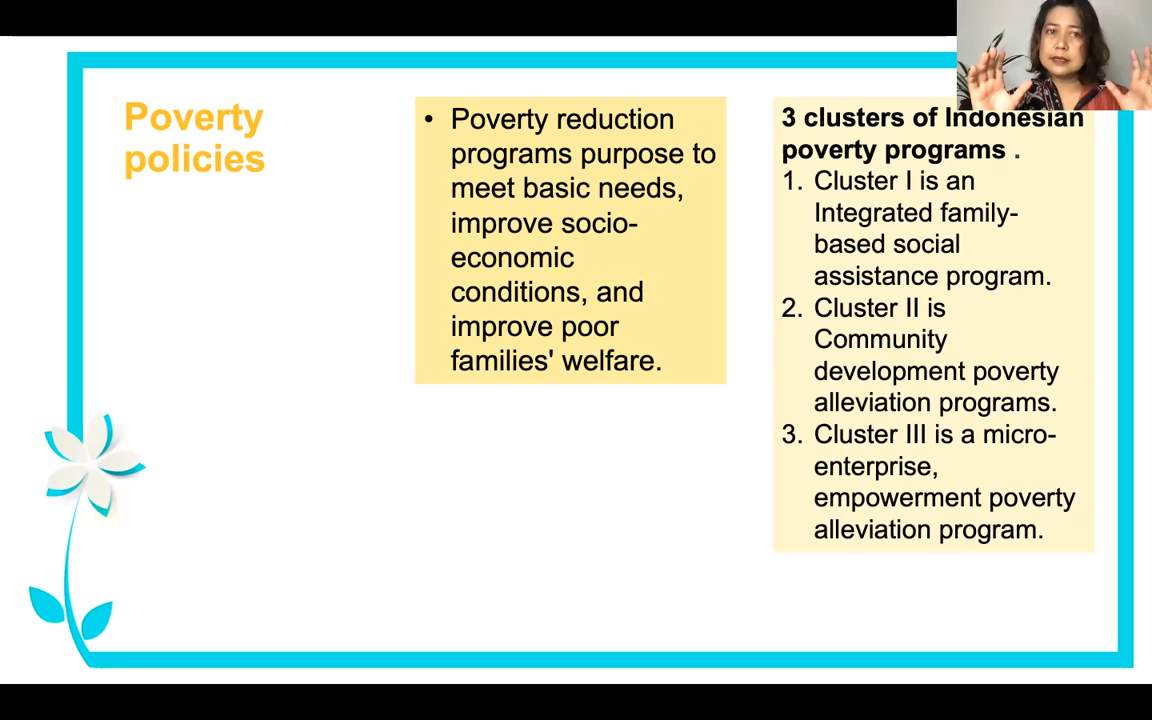 Poverty
policies
• Poverty reduction
programs purpose to
meet basic needs,
improve socio-
economic
conditions, and
improve poor
families' welfare.
3 clusters of Indonesian
poverty programs .
1. Cluster I is an
Integrated family-
based social
assistance program.
2. Cluster II is
Community
development poverty
alleviation programs.
3. Cluster III is a micro-
enterprise,
empowerment poverty
alleviation program.